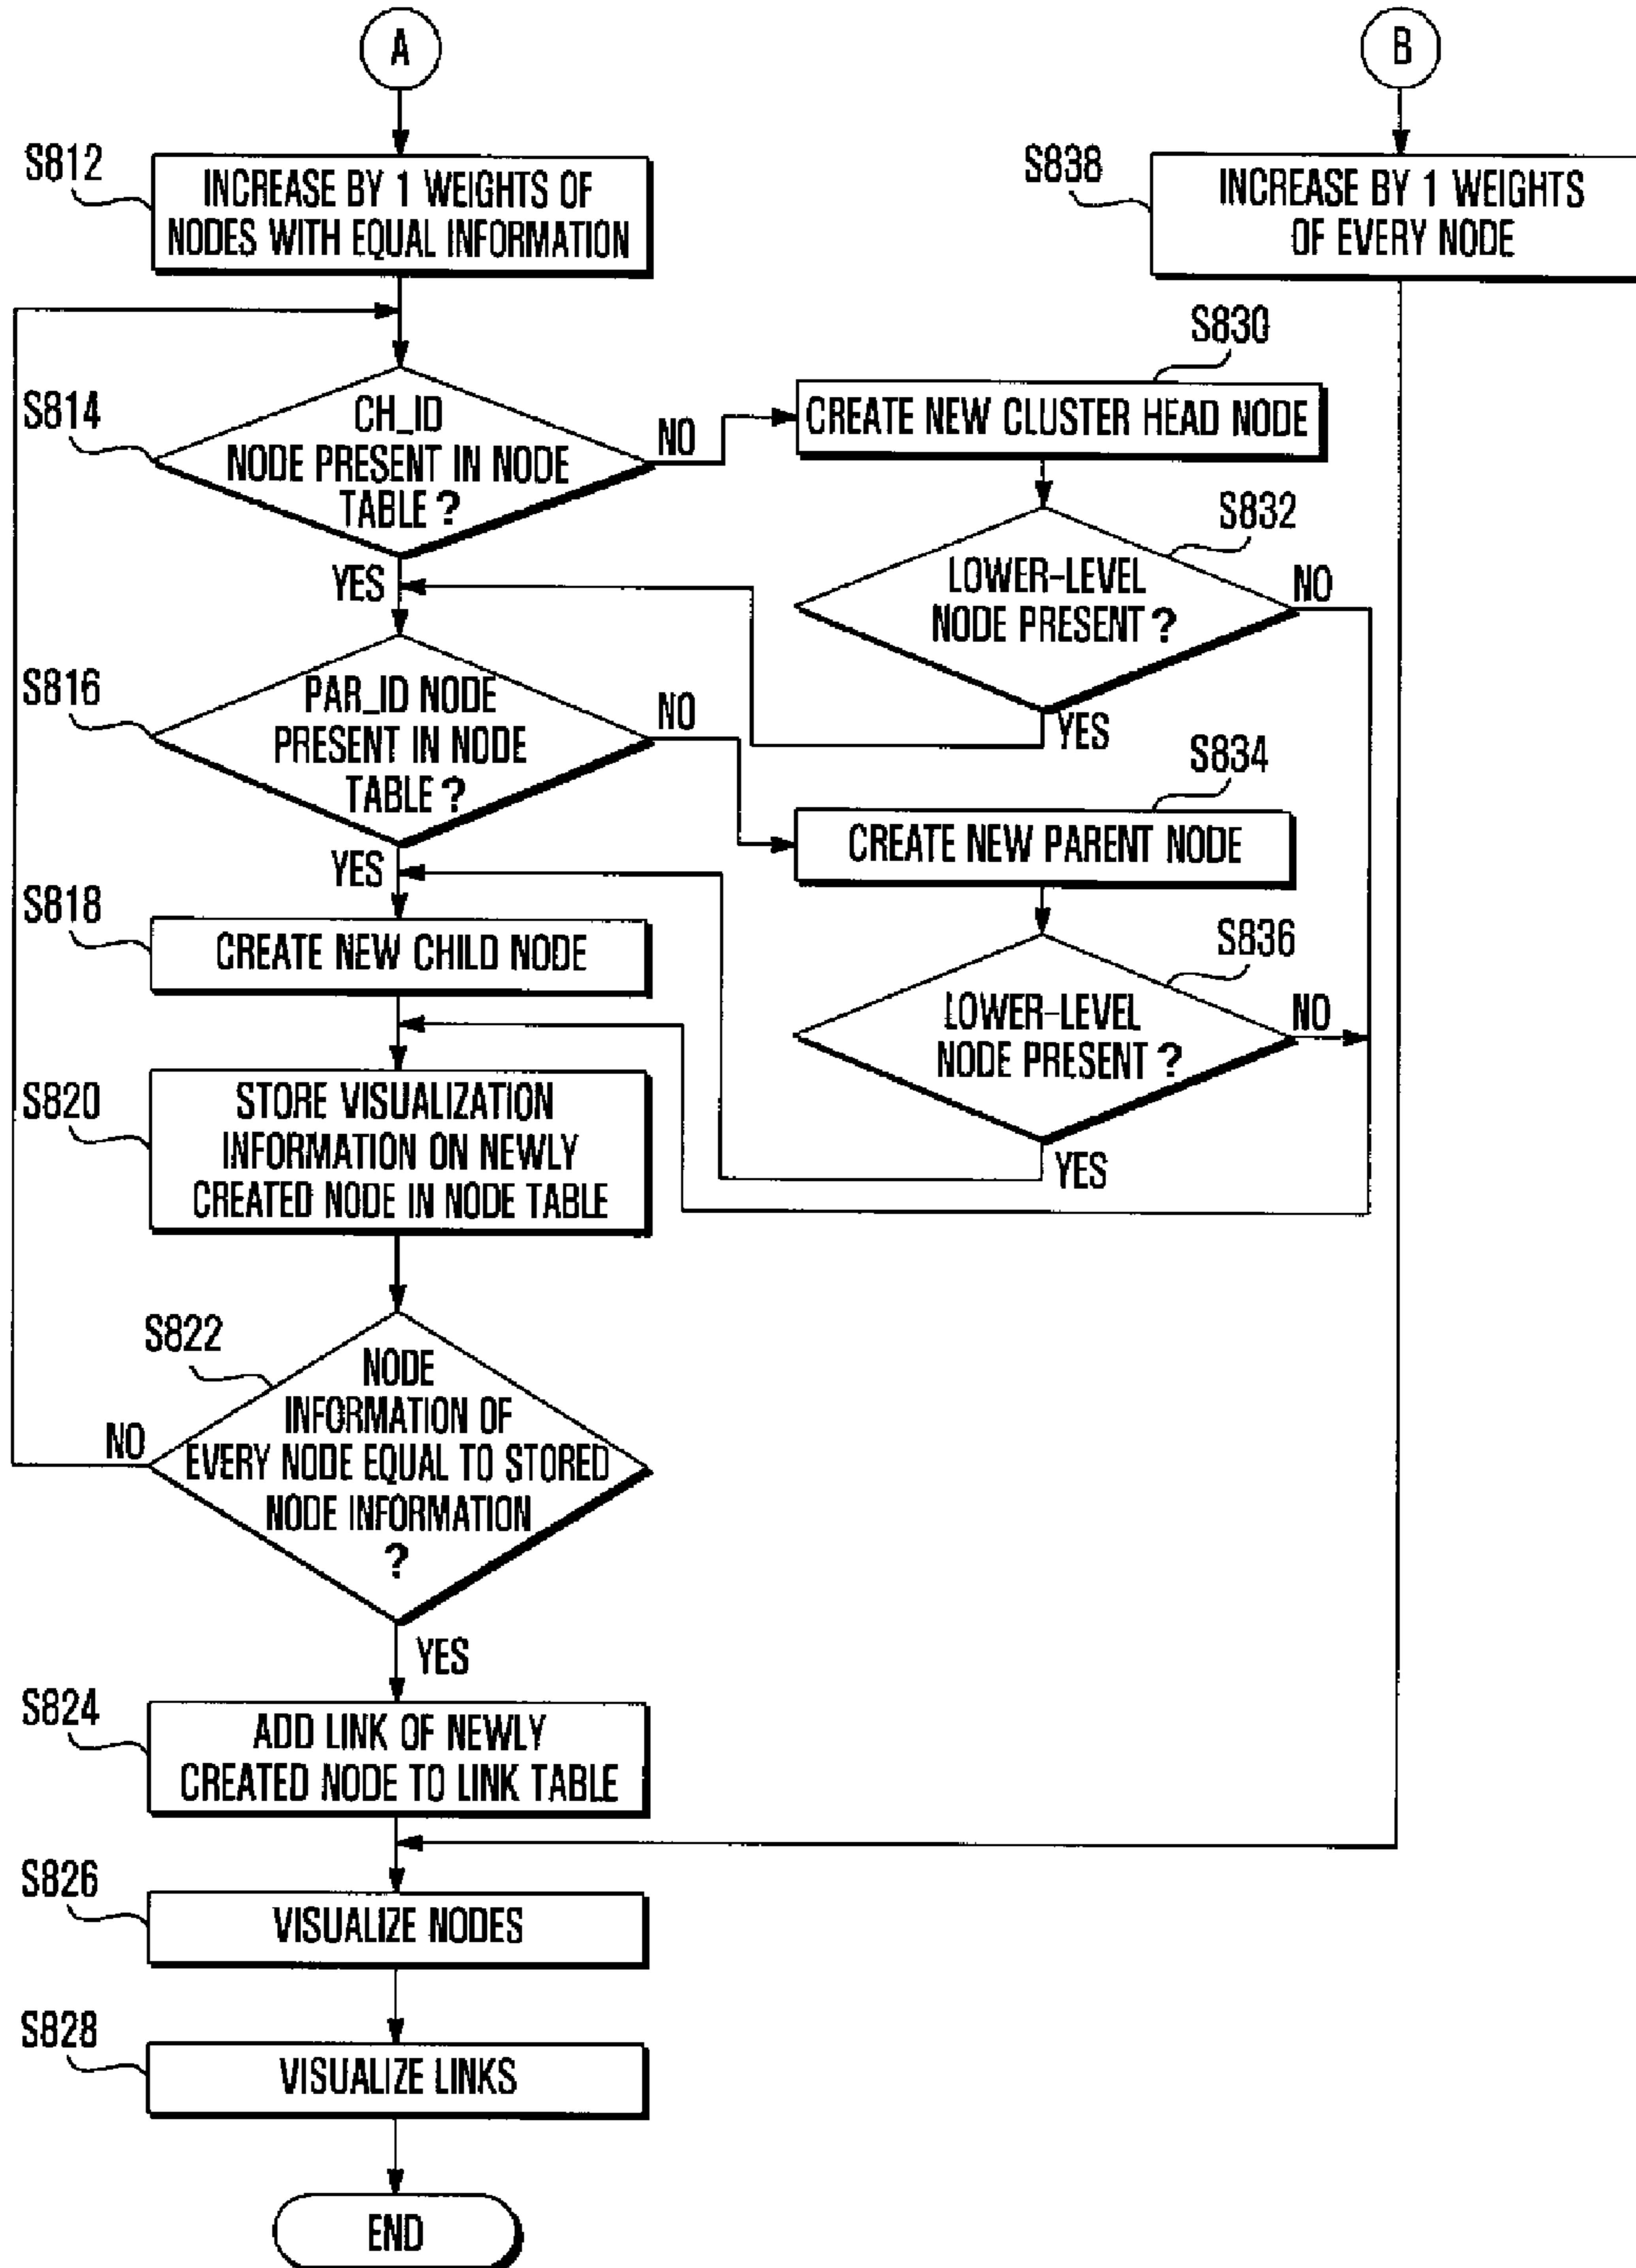 A
B
S812
INCREASE BY 1 WEIGHTS OF
NODES WITH EQUAL INFORMATION
S838
INCREASE BY 1 WEIGHTS
OF EVERY NODE
S814
CH_ID
NODE PRESENT IN NODE
TABLE ?
NO
YES
S830
CREATE NEW CLUSTER HEAD NODE
S832
LOWER-LEVEL
NODE PRESENT ?
NO
YES
S816
PAR_ID NODE
PRESENT IN NODE
TABLE ?
NO
YES
S834
CREATE NEW PARENT NODE
S836
LOWER-LEVEL
NODE PRESENT ?
NO
YES
S818
CREATE NEW CHILD NODE
S820
STORE VISUALIZATION
INFORMATION ON NEWLY
CREATED NODE IN NODE TABLE
S822
NODE
INFORMATION OF
EVERY NODE EQUAL TO STORED
NODE INFORMATION
?
NO
YES
S824
ADD LINK OF NEWLY
CREATED NODE TO LINK TABLE
S826
VISUALIZE NODES
S828
VISUALIZE LINKS
END